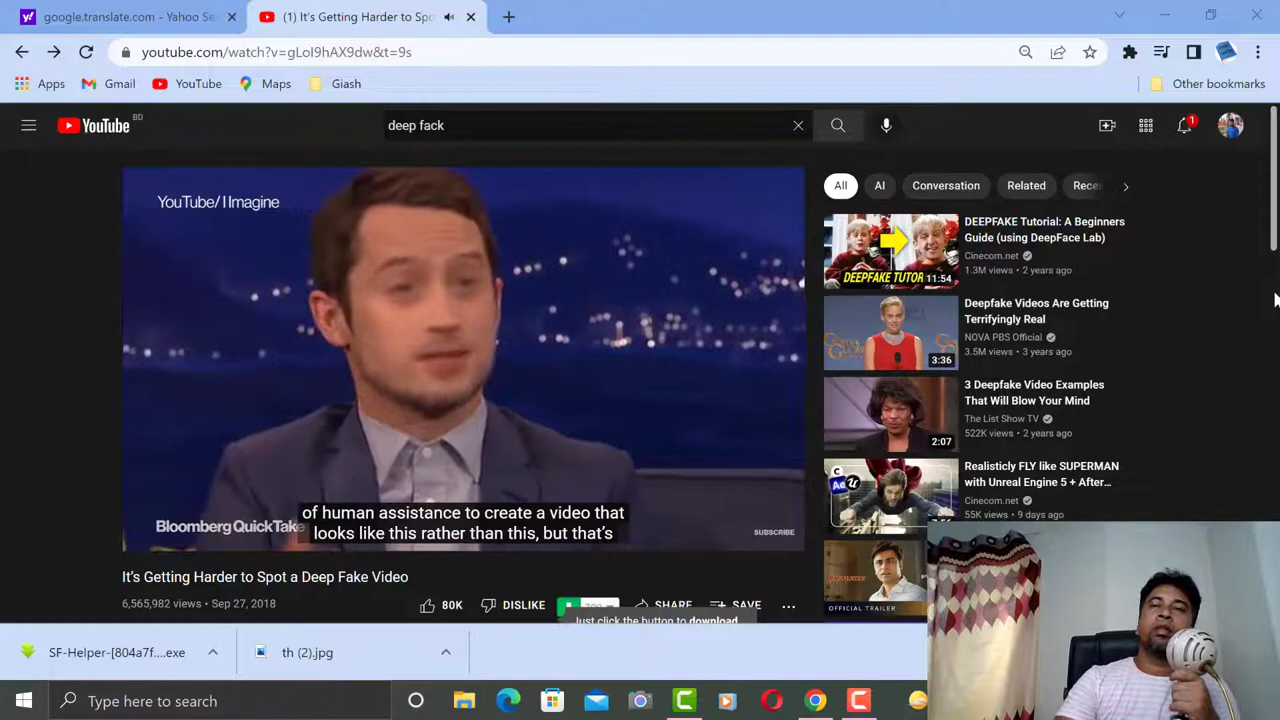 google.translate.com - Yahoo Se
(1) It's Getting Harder to Spo
youtube.com/watch?v=gLoI9hAX9dw&t=9s
Apps
Gmail
YouTube
Maps
Giash
Other bookmarks
YouTube BD
deep fack
1
YouTube/I Imagine
of human assistance to create a video that
looks like this rather than this, but that's
Bloomberg QuickTake
SUBSCRIBE
It's Getting Harder to Spot a Deep Fake Video
6,565,982 views • Sep 27, 2018
80K
DISLIKE
SHARE
SAVE
Just click the button to download
All
AI
Conversation
Related
Rece
DEEPFAKE TUTOR
11:54
DEEPFAKE Tutorial: A Beginners
Guide (using DeepFace Lab)
Cinecom.net
1.3M views • 2 years ago
3:36
Deepfake Videos Are Getting
Terrifyingly Real
NOVA PBS Official
3.5M views • 3 years ago
2:07
3 Deepfake Video Examples
That Will Blow Your Mind
The List Show TV
522K views • 2 years ago
Ae
Realisticly FLY like SUPERMAN
with Unreal Engine 5 + After...
Cinecom.net
55K views • 9 days ago
OFFICIAL TRAILER
SF-Helper-[804a7f....exe
th (2).jpg
Type here to search